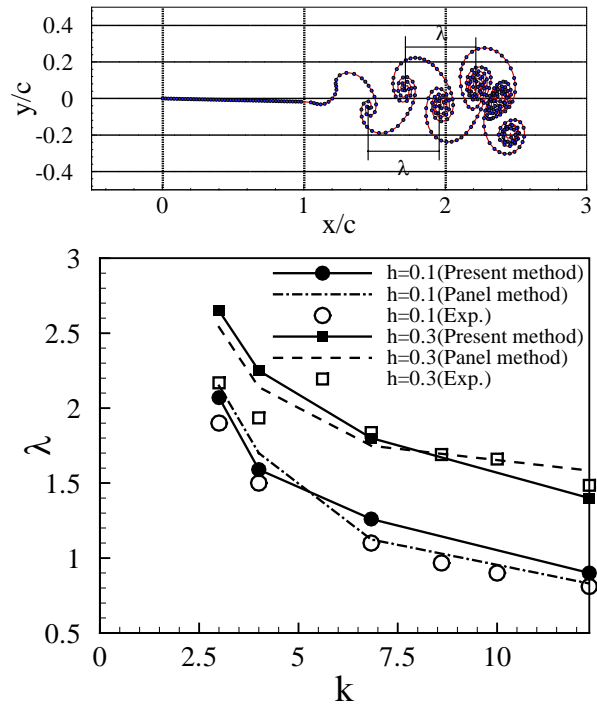 λ
0.4
0.2
y/c
0
-0.2
-0.4
λ
0
1
2
3
x/c
3
h=0.1(Present method)
h=0.1(Panel method)
h=0.1(Exp.)
h=0.3(Present method)
h=0.3(Panel method)
h=0.3(Exp.)
2.5
2
λ
1.5
1
0.5
0
2.5
5
7.5
10
k